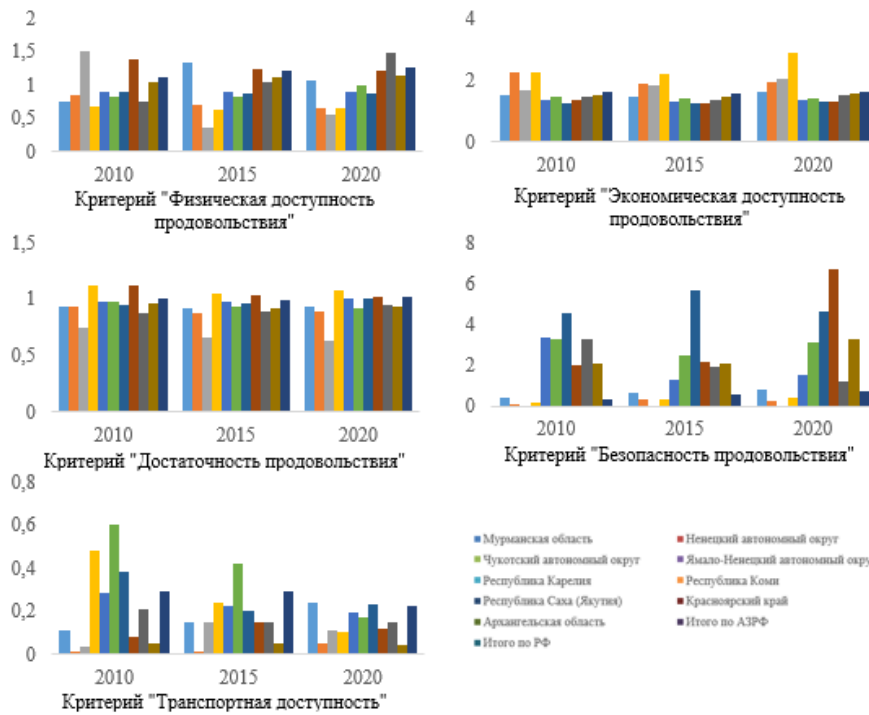 2
1,5
1
0,5
0
2010 2015 2020
Критерий "Физическая доступность
продовольствия"
4
2
0
2010 2015 2020
Критерий "Экономическая доступность
продовольствия"
1,5
1
0,5
0
2010 2015 2020
Критерий "Достаточность продовольствия"
8
6
4
2
0
2010 2015 2020
Критерий "Безопасность продовольствия"
0,8
0,6
0,4
0,2
0
2010 2015 2020
Критерий "Транспортная доступность"
Мурманская область Ненецкий автономный округ
Чукотский автономный округ Ямало-Ненецкий автономный округ
Республика Карелия Республика Коми
Республика Саха (Якутия) Красноярский край
Архангельская область Итого по АЗРФ
Итого по РФ